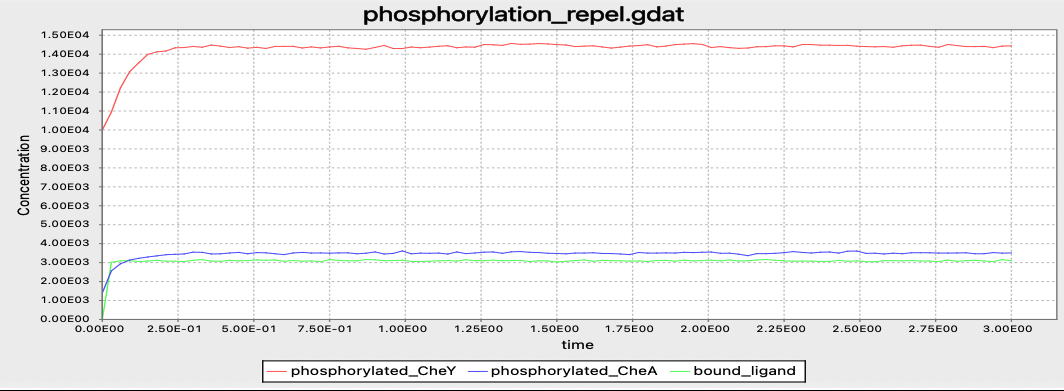 phosphorylation_repel.gdat
1.50E04
1.40E04
1.30E04
1.20E04
1.10E04
1.00E04
9.00E03
8.00E03
7.00E03
6.00E03
5.00E03
4.00E03
3.00E03
2.00E03
1.00E03
0.00E00
Concentration
0.00E00 2.50E-01 5.00E-01 7.50E-01 1.00E00 1.25E00 1.50E00 1.75E00 2.00E00 2.25E00 2.50E00 2.75E00 3.00E00
time
phosphorylated_CheY phosphorylated_CheA bound_ligand